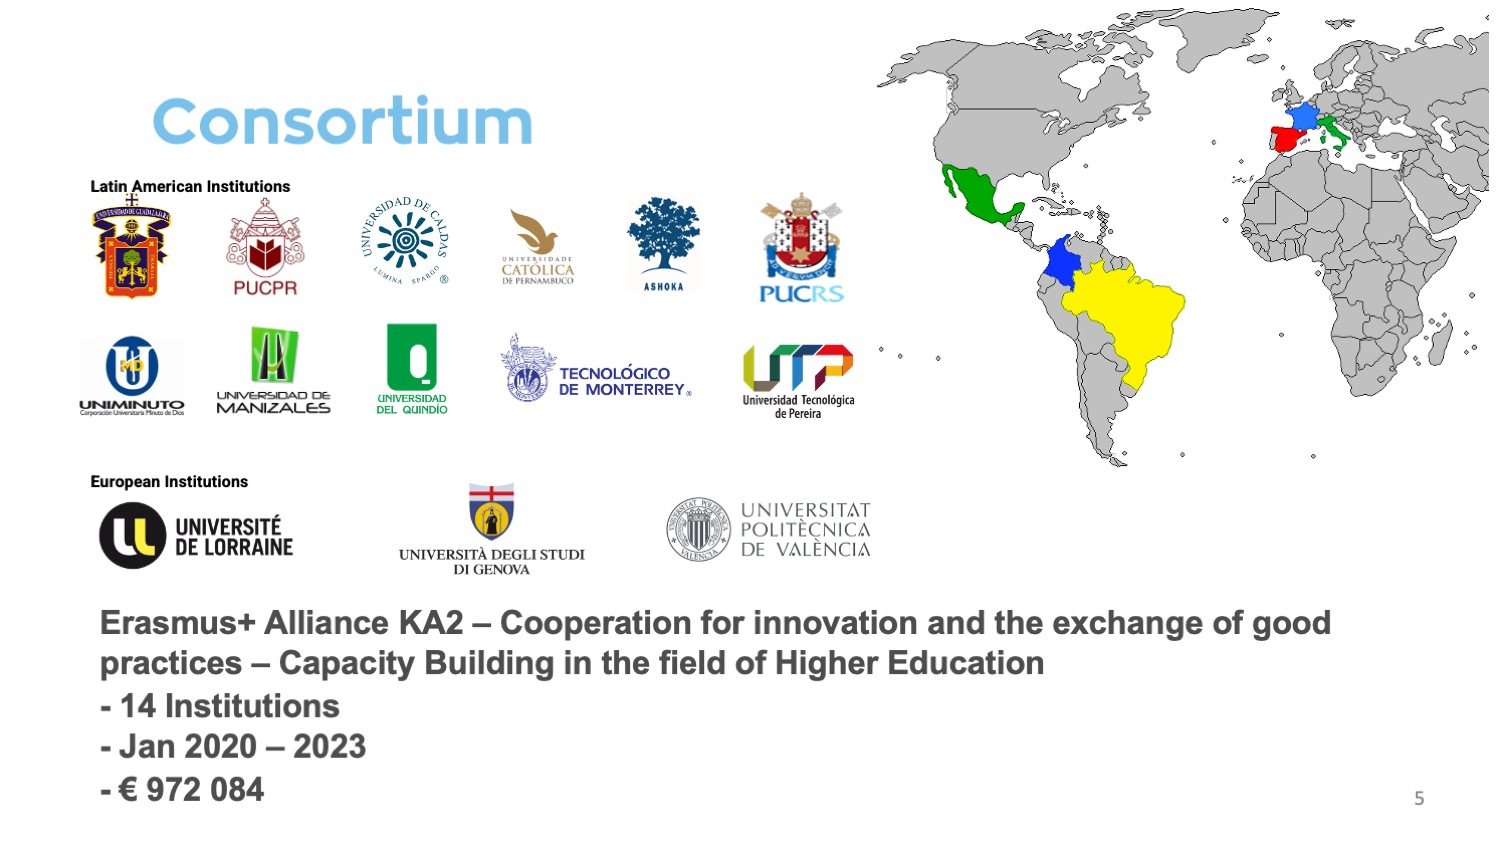 Consortium
Latin American Institutions
UNIVERSIDAD DE GUADALAJARA
PUCPR
UNIVERSIDAD DE CALDAS
LUMINA SPARGO
®
UNIVERSIDADE
CATÓLICA
DE PERNAMBUCO
ASHOKA
PUCRS
UNIMINUTO
Corporación Universitaria Minuto de Dios
UNIVERSIDAD DE
MANIZALES
UNIVERSIDAD
DEL QUINDÍO
TECNOLÓGICO
DE MONTERREY®
UTP
Universidad Tecnológica
de Pereira
European Institutions
UNIVERSITÉ
DE LORRAINE
UNIVERSITÀ DEGLI STUDI
DI GENOVA
UNIVERSITAT
POLITÈCNICA
DE VALÈNCIA
Erasmus+ Alliance KA2 – Cooperation for innovation and the exchange of good
practices – Capacity Building in the field of Higher Education
- 14 Institutions
- Jan 2020 – 2023
- € 972 084
5